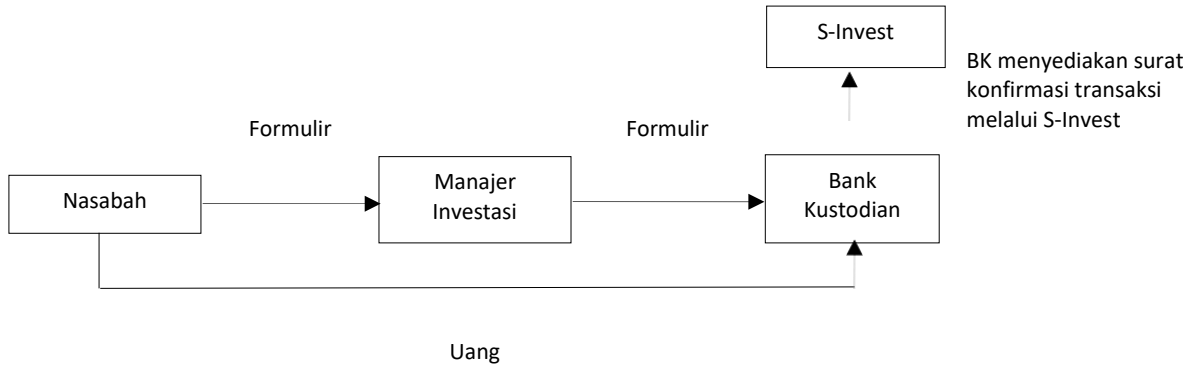 S-Invest
BK menyediakan surat
konfirmasi transaksi
melalui S-Invest
Formulir
Formulir
Nasabah
Manajer
Investasi
Bank
Kustodian
Uang